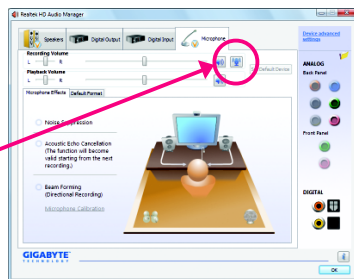 Realtek HD Audio Manager
Speakers
Digital Output
Digital Input
Microphone
Device advanced
settings
Recording Volume
L
R
Set Default Device
Playback Volume
L
R
ANALOG
Back Panel
Microphone Effects
Default Format
Noise Suppression
Acoustic Echo Cancellation
(The function will become
valid starting from the next
recording.)
Front Panel
Beam Forming
(Directional Recording)
Microphone Calibration
DIGITAL
GIGABYTE
TECHNOLOGY
i
OK